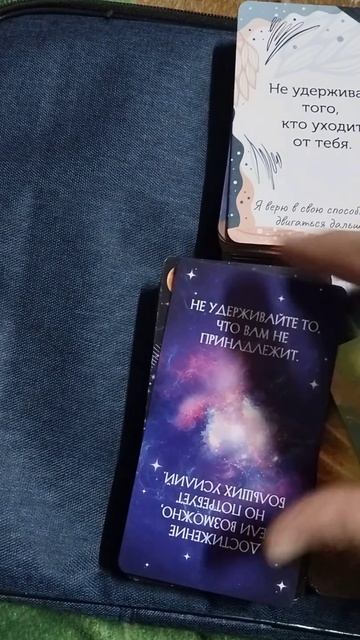 Не удержива
того,
кто уходит
от тебя.
Я верю в свою способ
двигаться дальш
НЕ УДЕРЖИВАЙТЕ ТО,
ЧТО ВАМ НЕ
ПРИНАДЛЕЖИТ.
ДОСТИЖЕНИЕ
ЕЛИ ВОЗМОЖНО,
НО ПОТРЕБУЕТ
БОЛЬШИХ УСИЛИЙ.